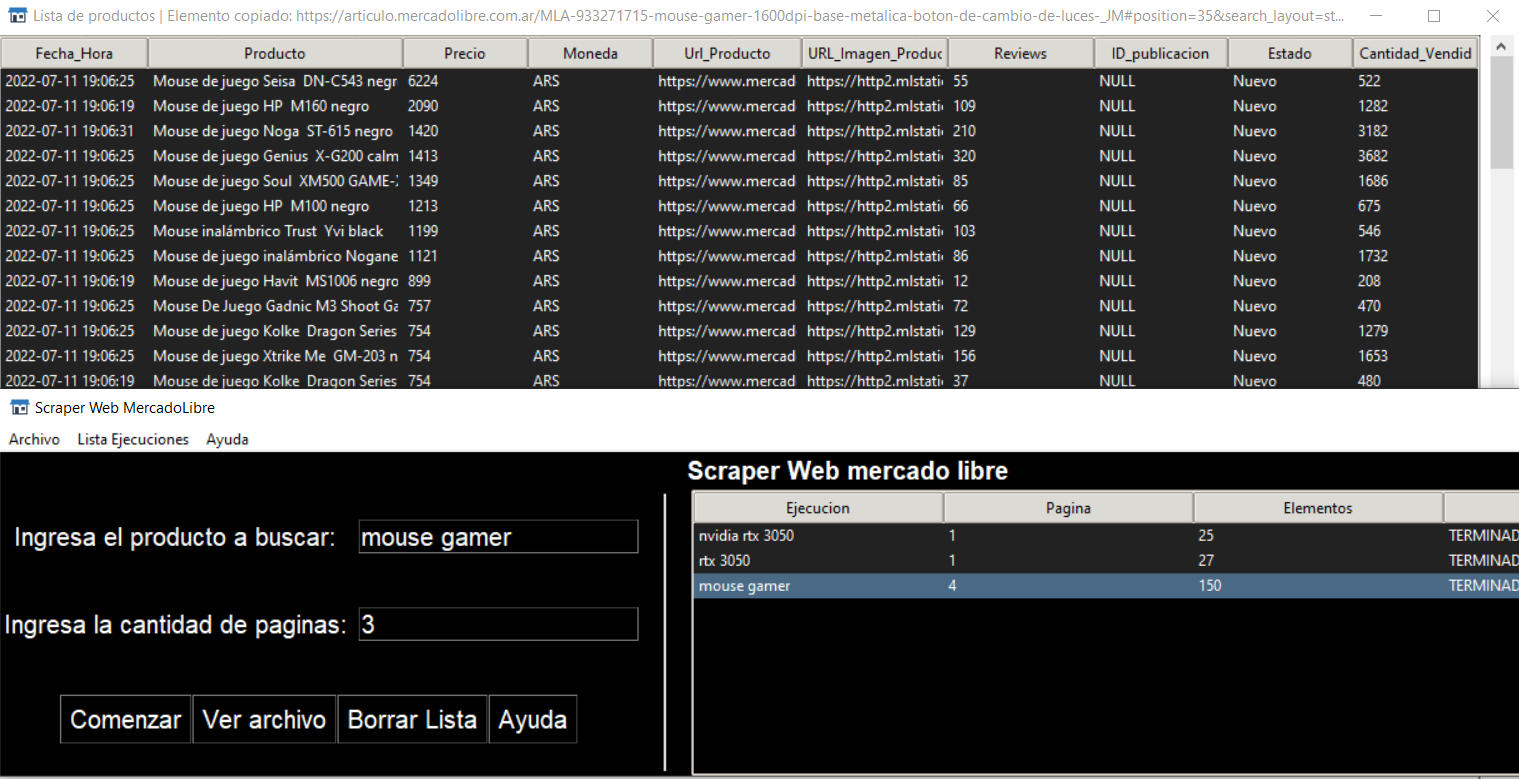 Lista de productos | Elemento copiado: https://articulo.mercadolibre.com.ar/MLA-933271715-mouse-gamer-1600dpi-base-metalica-boton-de-cambio-de-luces-_JM#position=35&search_layout=st...
Fecha_Hora Producto Precio Moneda Url_Producto URL_Imagen_Produc Reviews ID_publicacion Estado Cantidad_Vendid
2022-07-11 19:06:25 Mouse de juego Seisa DN-C543 negr 6224 ARS https://www.mercad https://http2.mlstati 55 NULL Nuevo 522
2022-07-11 19:06:19 Mouse de juego HP M160 negro 2090 ARS https://www.mercad https://http2.mlstati 109 NULL Nuevo 1282
2022-07-11 19:06:31 Mouse de juego Noga ST-615 negro 1420 ARS https://www.mercad https://http2.mlstati 210 NULL Nuevo 3182
2022-07-11 19:06:25 Mouse de juego Genius X-G200 calm 1413 ARS https://www.mercad https://http2.mlstati 320 NULL Nuevo 3682
2022-07-11 19:06:25 Mouse de juego Soul XM500 GAME-X 1349 ARS https://www.mercad https://http2.mlstati 85 NULL Nuevo 1686
2022-07-11 19:06:25 Mouse de juego HP M100 negro 1213 ARS https://www.mercad https://http2.mlstati 66 NULL Nuevo 675
2022-07-11 19:06:25 Mouse inalámbrico Trust Yvi black 1199 ARS https://www.mercad https://http2.mlstati 103 NULL Nuevo 546
2022-07-11 19:06:25 Mouse de juego inalámbrico Nogane 1121 ARS https://www.mercad https://http2.mlstati 86 NULL Nuevo 1732
2022-07-11 19:06:19 Mouse de juego Havit MS1006 negro 899 ARS https://www.mercad https://http2.mlstati 12 NULL Nuevo 208
2022-07-11 19:06:25 Mouse De Juego Gadnic M3 Shoot Ga 757 ARS https://www.mercad https://http2.mlstati 72 NULL Nuevo 470
2022-07-11 19:06:25 Mouse de juego Kolke Dragon Series 754 ARS https://www.mercad https://http2.mlstati 129 NULL Nuevo 1279
2022-07-11 19:06:25 Mouse de juego Xtrike Me GM-203 n 754 ARS https://www.mercad https://http2.mlstati 156 NULL Nuevo 1653
2022-07-11 19:06:19 Mouse de juego Kolke Dragon Series 754 ARS https://www.mercad https://http2.mlstati 37 NULL Nuevo 480
Scraper Web MercadoLibre
Archivo Lista Ejecuciones Ayuda
Scraper Web mercado libre
Ingresa el producto a buscar: mouse gamer
Ingresa la cantidad de paginas: 3
Comenzar Ver archivo Borrar Lista Ayuda
Ejecucion Pagina Elementos
nvidia rtx 3050 1 25 TERMINAD
rtx 3050 1 27 TERMINAD
mouse gamer 4 150 TERMINAD